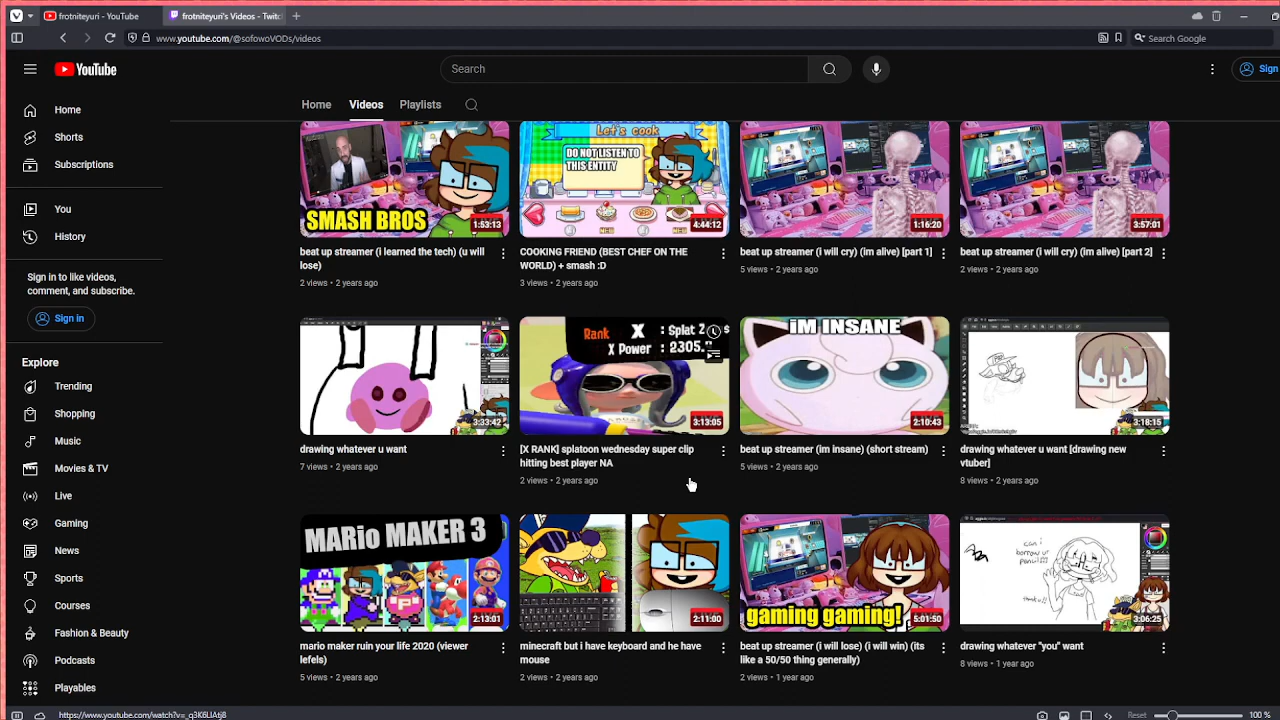 frotniteyuri - YouTube
frotniteyuri's Videos - Twitc
www.youtube.com/@sofowoVODs/videos
Search Google
YouTube
Search
Sign
Home
Videos
Playlists
Home
Shorts
Subscriptions
You
History
Sign in to like videos,
comment, and subscribe.
Sign in
Explore
Trending
Shopping
Music
Movies & TV
Live
Gaming
News
Sports
Courses
Fashion & Beauty
Podcasts
Playables
SMASH BROS
1:53:13
beat up streamer (i learned the tech) (u will
lose)
2 views • 2 years ago
Let's cook
DO NOT LISTEN TO
THIS ENTITY
4:44:12
COOKING FRIEND (BEST CHEF ON THE
WORLD) + smash :D
3 views • 2 years ago
1:16:20
beat up streamer (i will cry) (im alive) [part 1]
5 views • 2 years ago
3:57:01
beat up streamer (i will cry) (im alive) [part 2]
2 views • 2 years ago
3:33:42
drawing whatever u want
7 views • 2 years ago
Rank X : Splat 2
X Power : 2305.
3:13:05
[X RANK] splatoon wednesday super clip
hitting best player NA
2 views • 2 years ago
iM INSANE
2:10:43
beat up streamer (im insane) (short stream)
5 views • 2 years ago
3:18:15
drawing whatever u want [drawing new
vtuber]
8 views • 2 years ago
MARio MAKER 3
2:13:01
mario maker ruin your life 2020 (viewer
lefels)
5 views • 2 years ago
2:11:00
minecraft but i have keyboard and he have
mouse
2 views • 2 years ago
gaming gaming!
5:01:50
beat up streamer (i will lose) (i will win) (its
like a 50/50 thing generally)
2 views • 1 year ago
can i
borrow ur
pencil!!!
thanks!!
3:06:25
drawing whatever "you" want
8 views • 1 year ago
https://www.youtube.com/watch?v=_q3K6LIAtj8
Reset
100 %